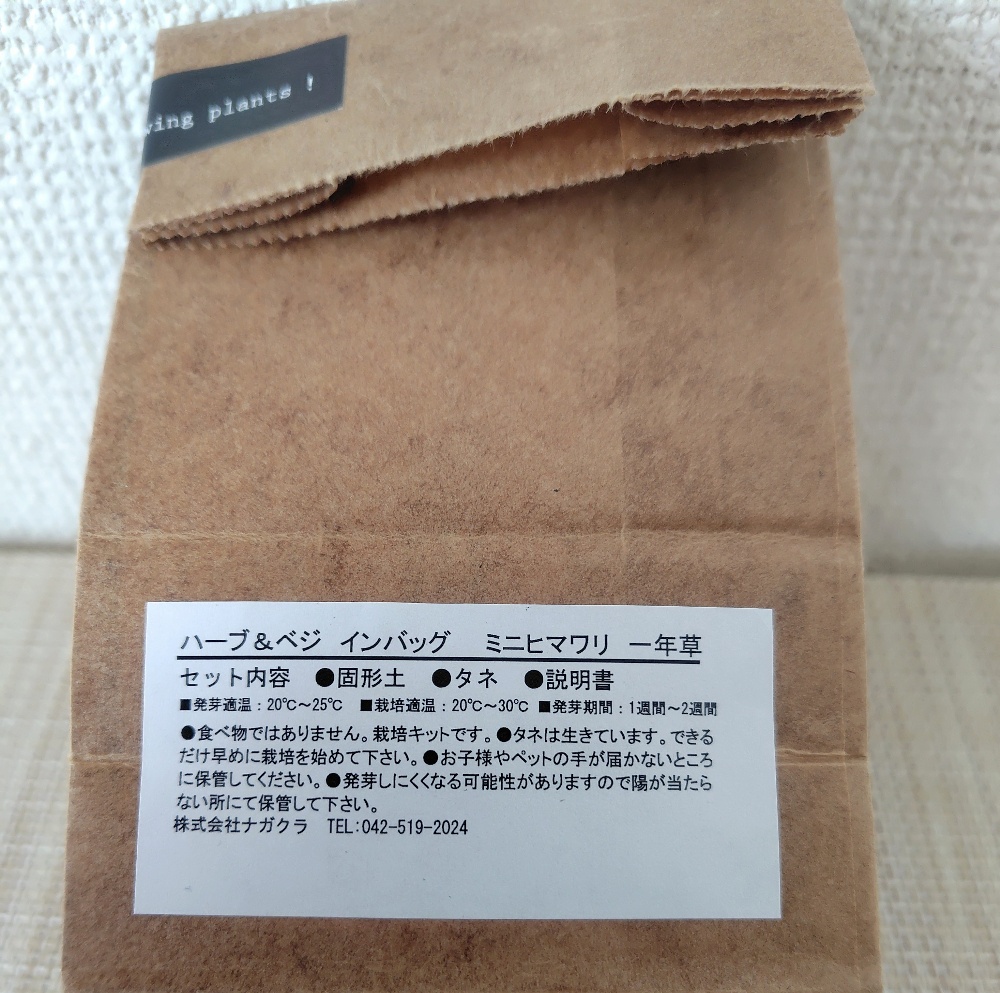 ving plants !
ハーブ＆ベジ インバッグ ミニヒマワリ 一年草
セット内容 ●固形土 ●タネ ●説明書
■発芽適温：20℃～25℃ ■栽培適温：20℃～30℃ ■発芽期間：1週間～2週間
●食べ物ではありません。栽培キットです。●タネは生きています。できる
だけ早めに栽培を始めて下さい。●お子様やペットの手が届かないところ
に保管してください。●発芽しにくくなる可能性がありますので陽が当たら
ない所にて保管して下さい。
株式会社ナガクラ TEL：042-519-2024